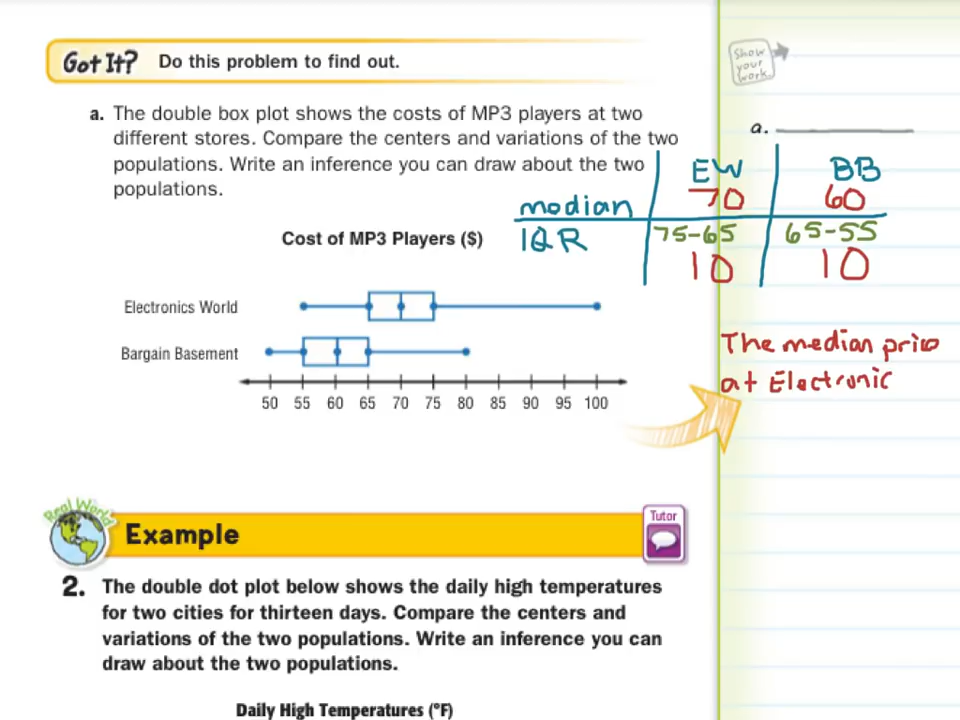 Got It? Do this problem to find out.
Show
your
work.
a. The double box plot shows the costs of MP3 players at two
different stores. Compare the centers and variations of the two
populations. Write an inference you can draw about the two
populations.
a.
EW BB
median 70 60
IQR 75-65 65-55
10 10
Cost of MP3 Players ($)
Electronics World
Bargain Basement
50 55 60 65 70 75 80 85 90 95 100
The median price
at Electronic
Real World
Example
Tutor
2. The double dot plot below shows the daily high temperatures
for two cities for thirteen days. Compare the centers and
variations of the two populations. Write an inference you can
draw about the two populations.
Daily High Temperatures (°F)